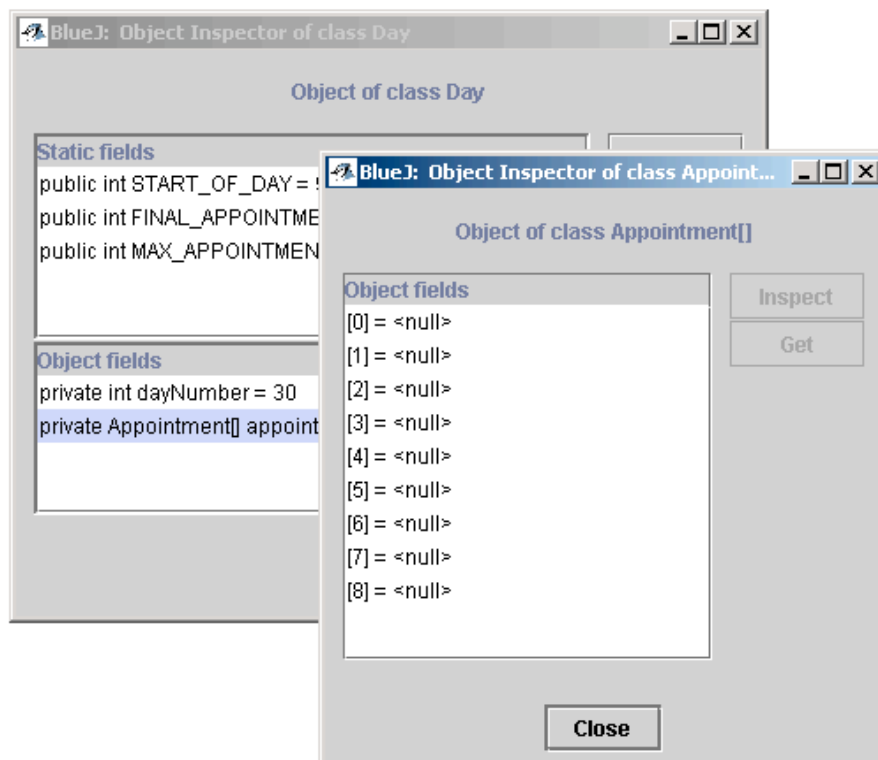 BlueJ: Object Inspector of class Day
Object of class Day
Static fields
public int START_OF_DAY =
public int FINAL_APPOINTME
public int MAX_APPOINTMEN
Object fields
private int dayNumber = 30
private Appointment[] appoint
BlueJ: Object Inspector of class Appoint...
Object of class Appointment[]
Object fields
[0] = <null>
[1] = <null>
[2] = <null>
[3] = <null>
[4] = <null>
[5] = <null>
[6] = <null>
[7] = <null>
[8] = <null>
Inspect
Get
Close